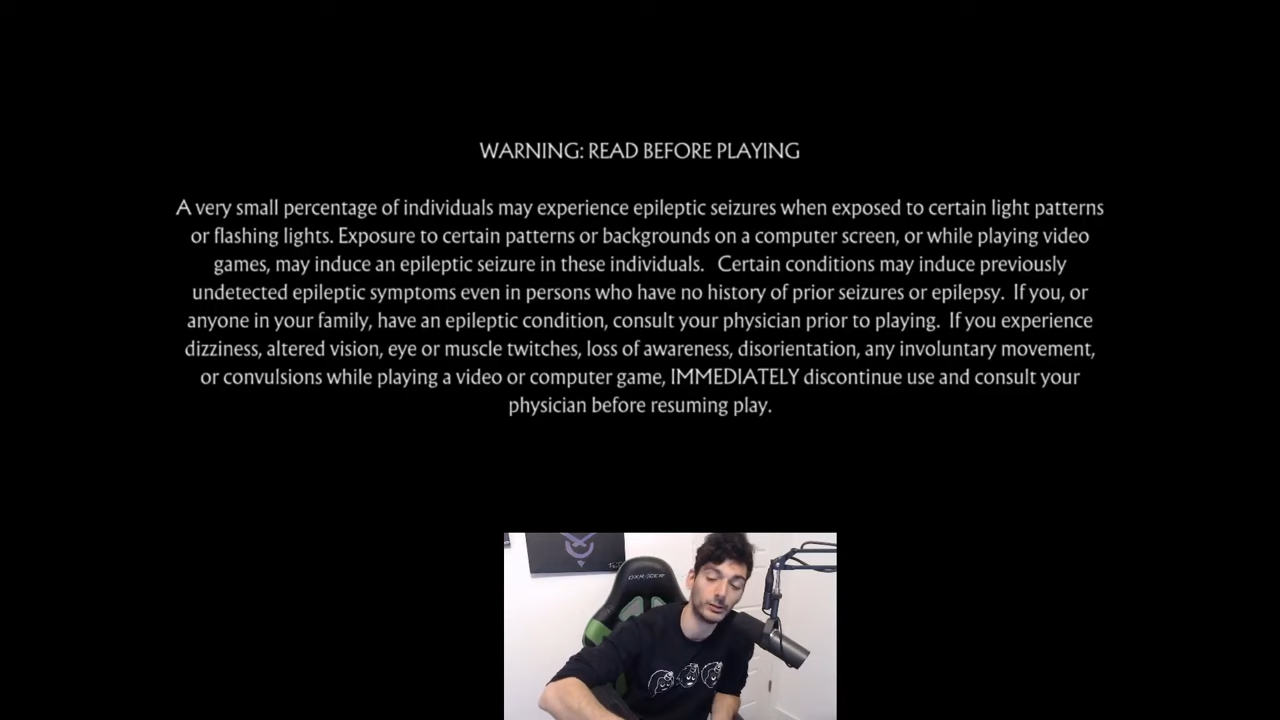 WARNING: READ BEFORE PLAYING
A very small percentage of individuals may experience epileptic seizures when exposed to certain light patterns
or flashing lights. Exposure to certain patterns or backgrounds on a computer screen, or while playing video
games, may induce an epileptic seizure in these individuals.   Certain conditions may induce previously
undetected epileptic symptoms even in persons who have no history of prior seizures or epilepsy.  If you, or
anyone in your family, have an epileptic condition, consult your physician prior to playing.  If you experience
dizziness, altered vision, eye or muscle twitches, loss of awareness, disorientation, any involuntary movement,
or convulsions while playing a video or computer game, IMMEDIATELY discontinue use and consult your
physician before resuming play.
DXRACER